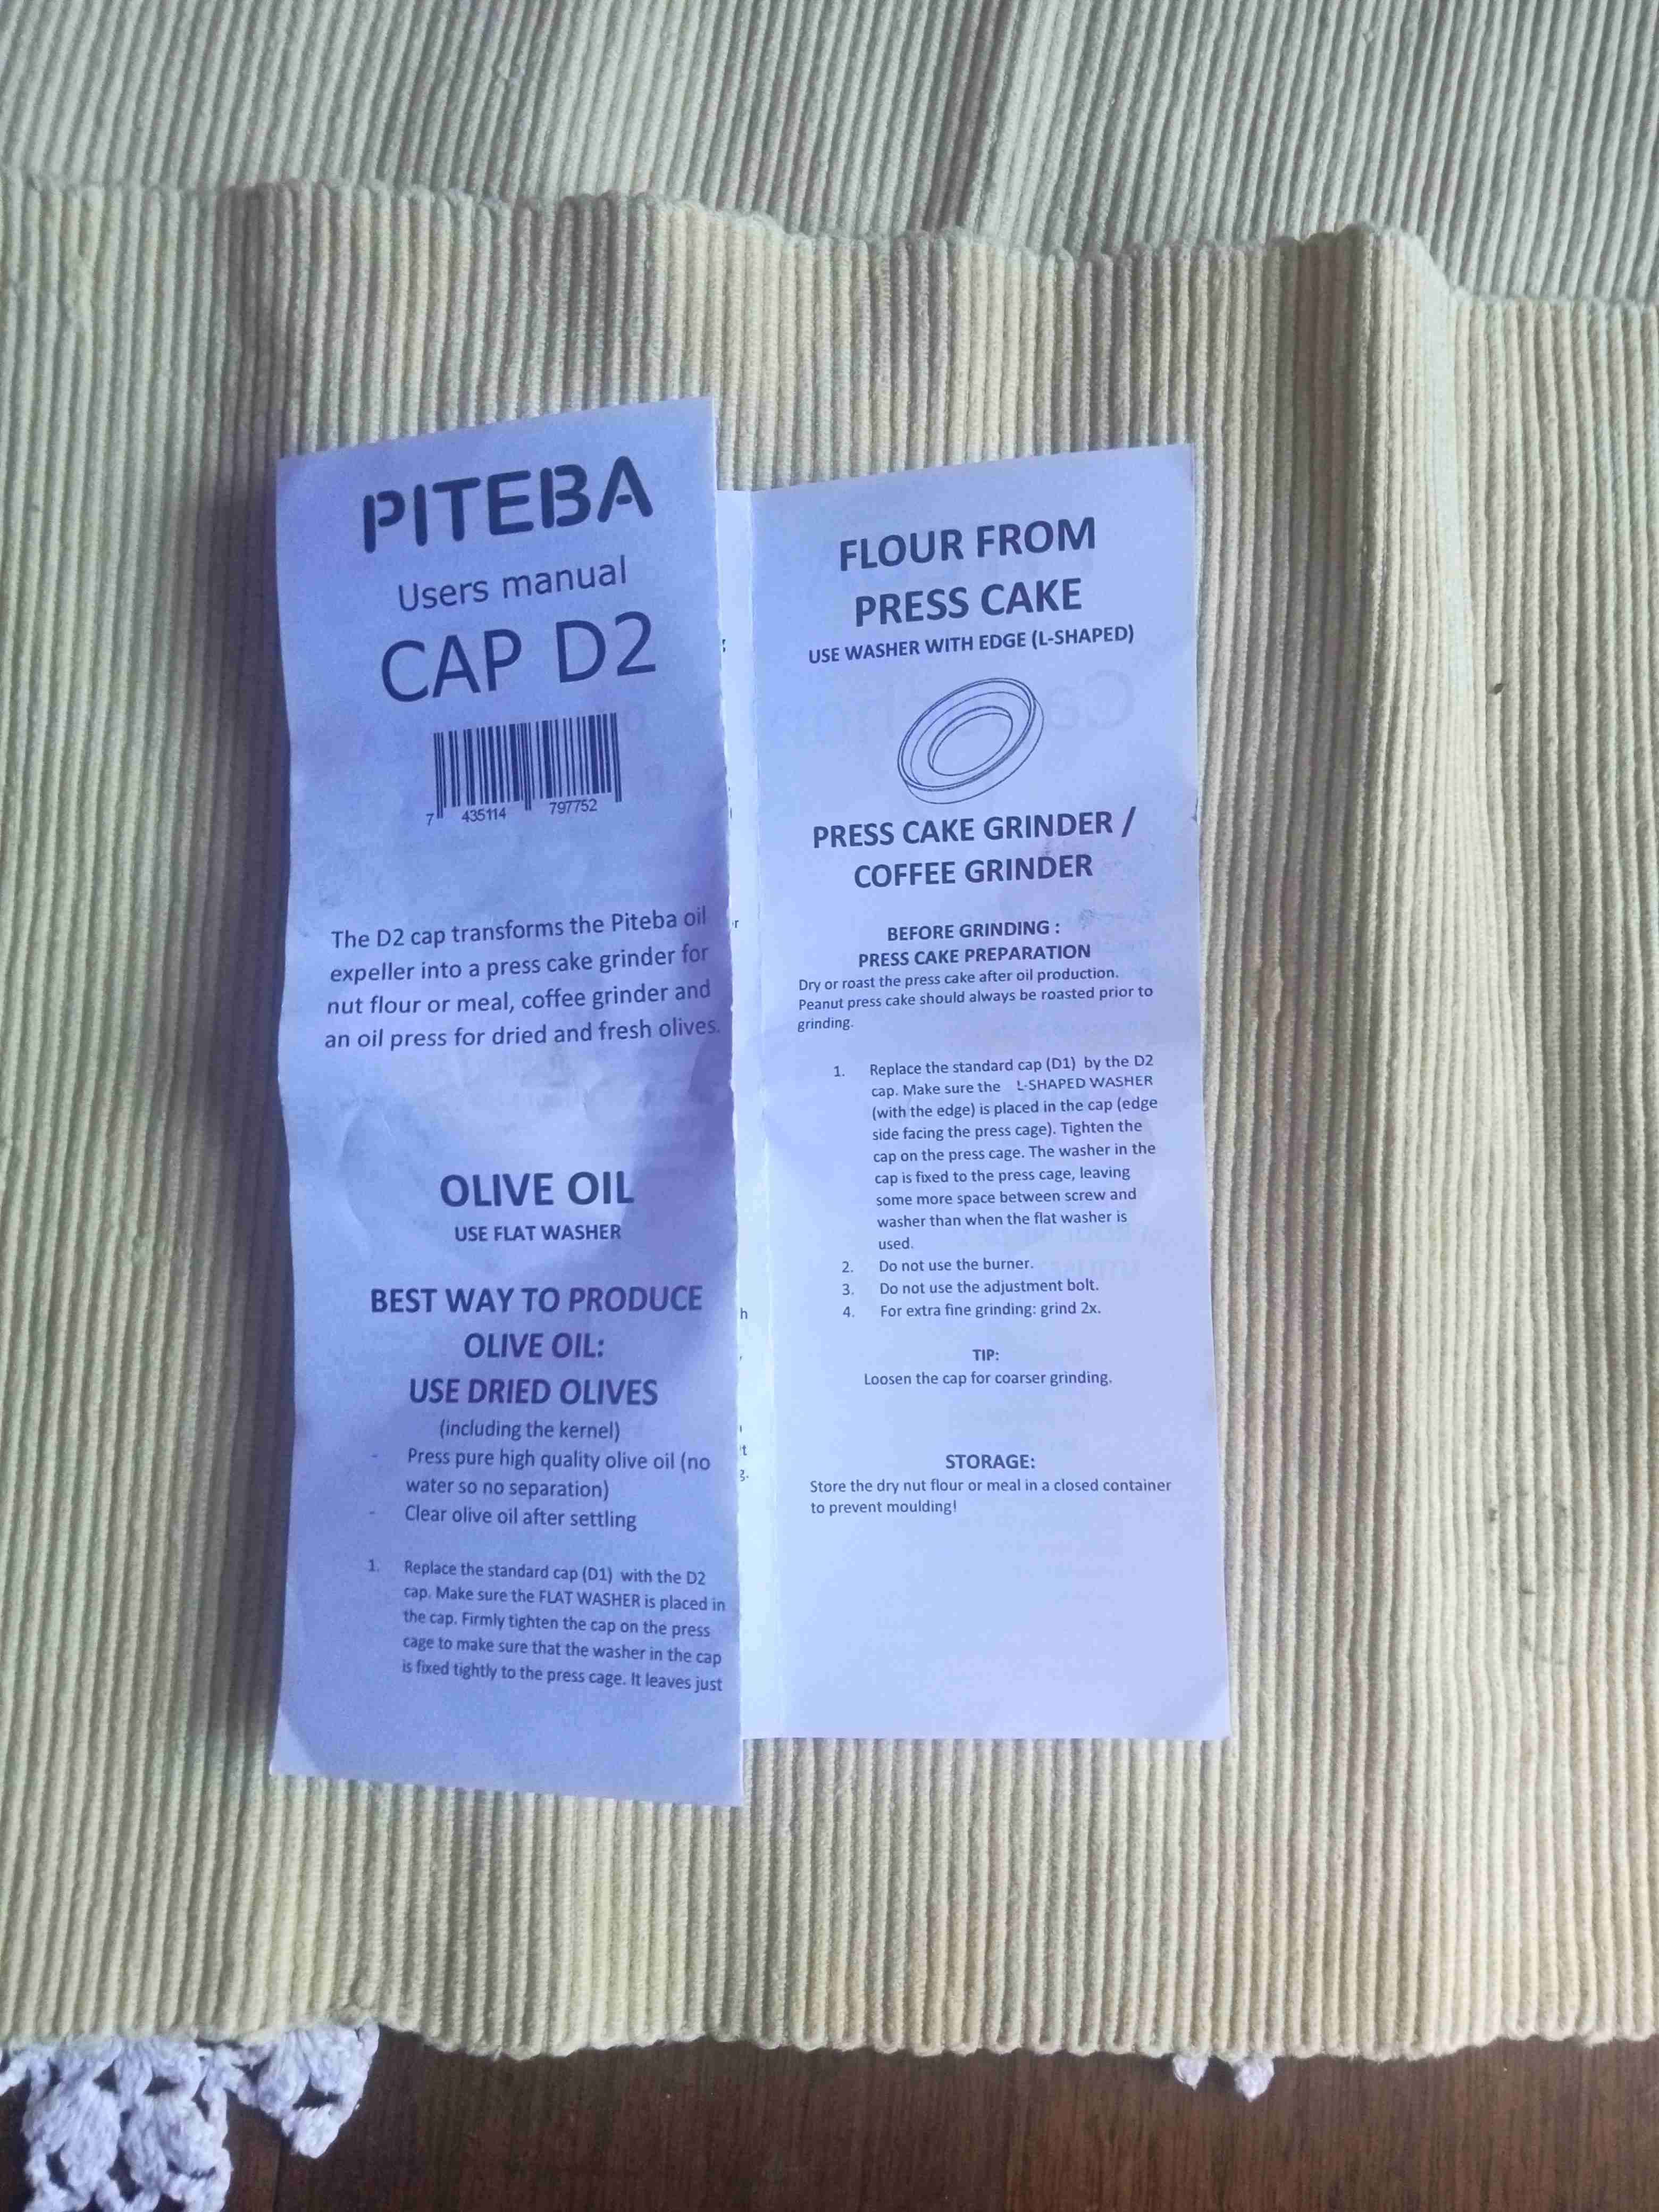 PITEBA
Users manual
CAP D2
7 435114 797752
The D2 cap transforms the Piteba oil
expeller into a press cake grinder for
nut flour or meal, coffee grinder and
an oil press for dried and fresh olives.
OLIVE OIL
USE FLAT WASHER
BEST WAY TO PRODUCE
OLIVE OIL:
USE DRIED OLIVES
(including the kernel)
- Press pure high quality olive oil (no
water so no separation)
- Clear olive oil after settling
1. Replace the standard cap (D1) with the D2
cap. Make sure the FLAT WASHER is placed in
the cap. Firmly tighten the cap on the press
cage to make sure that the washer in the cap
is fixed tightly to the press cage. It leaves just
FLOUR FROM
PRESS CAKE
USE WASHER WITH EDGE (L-SHAPED)
PRESS CAKE GRINDER /
COFFEE GRINDER
BEFORE GRINDING :
PRESS CAKE PREPARATION
Dry or roast the press cake after oil production.
Peanut press cake should always be roasted prior to
grinding.
1. Replace the standard cap (D1) by the D2
cap. Make sure the L-SHAPED WASHER
(with the edge) is placed in the cap (edge
side facing the press cage). Tighten the
cap on the press cage. The washer in the
cap is fixed to the press cage, leaving
some more space between screw and
washer than when the flat washer is
used.
2. Do not use the burner.
3. Do not use the adjustment bolt.
4. For extra fine grinding: grind 2x.
TIP:
Loosen the cap for coarser grinding.
STORAGE:
Store the dry nut flour or meal in a closed container
to prevent moulding!